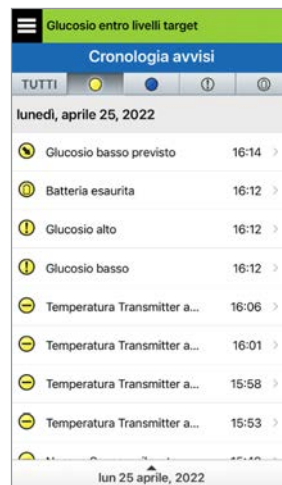 Glucosio entro livelli target
Cronologia avvisi
TUTTI
lunedì, aprile 25, 2022
Glucosio basso previsto 16:14
Batteria esaurita 16:12
Glucosio alto 16:12
Glucosio basso 16:12
Temperatura Transmitter a... 16:06
Temperatura Transmitter a... 16:01
Temperatura Transmitter a... 15:58
Temperatura Transmitter a... 15:53
lun 25 aprile, 2022